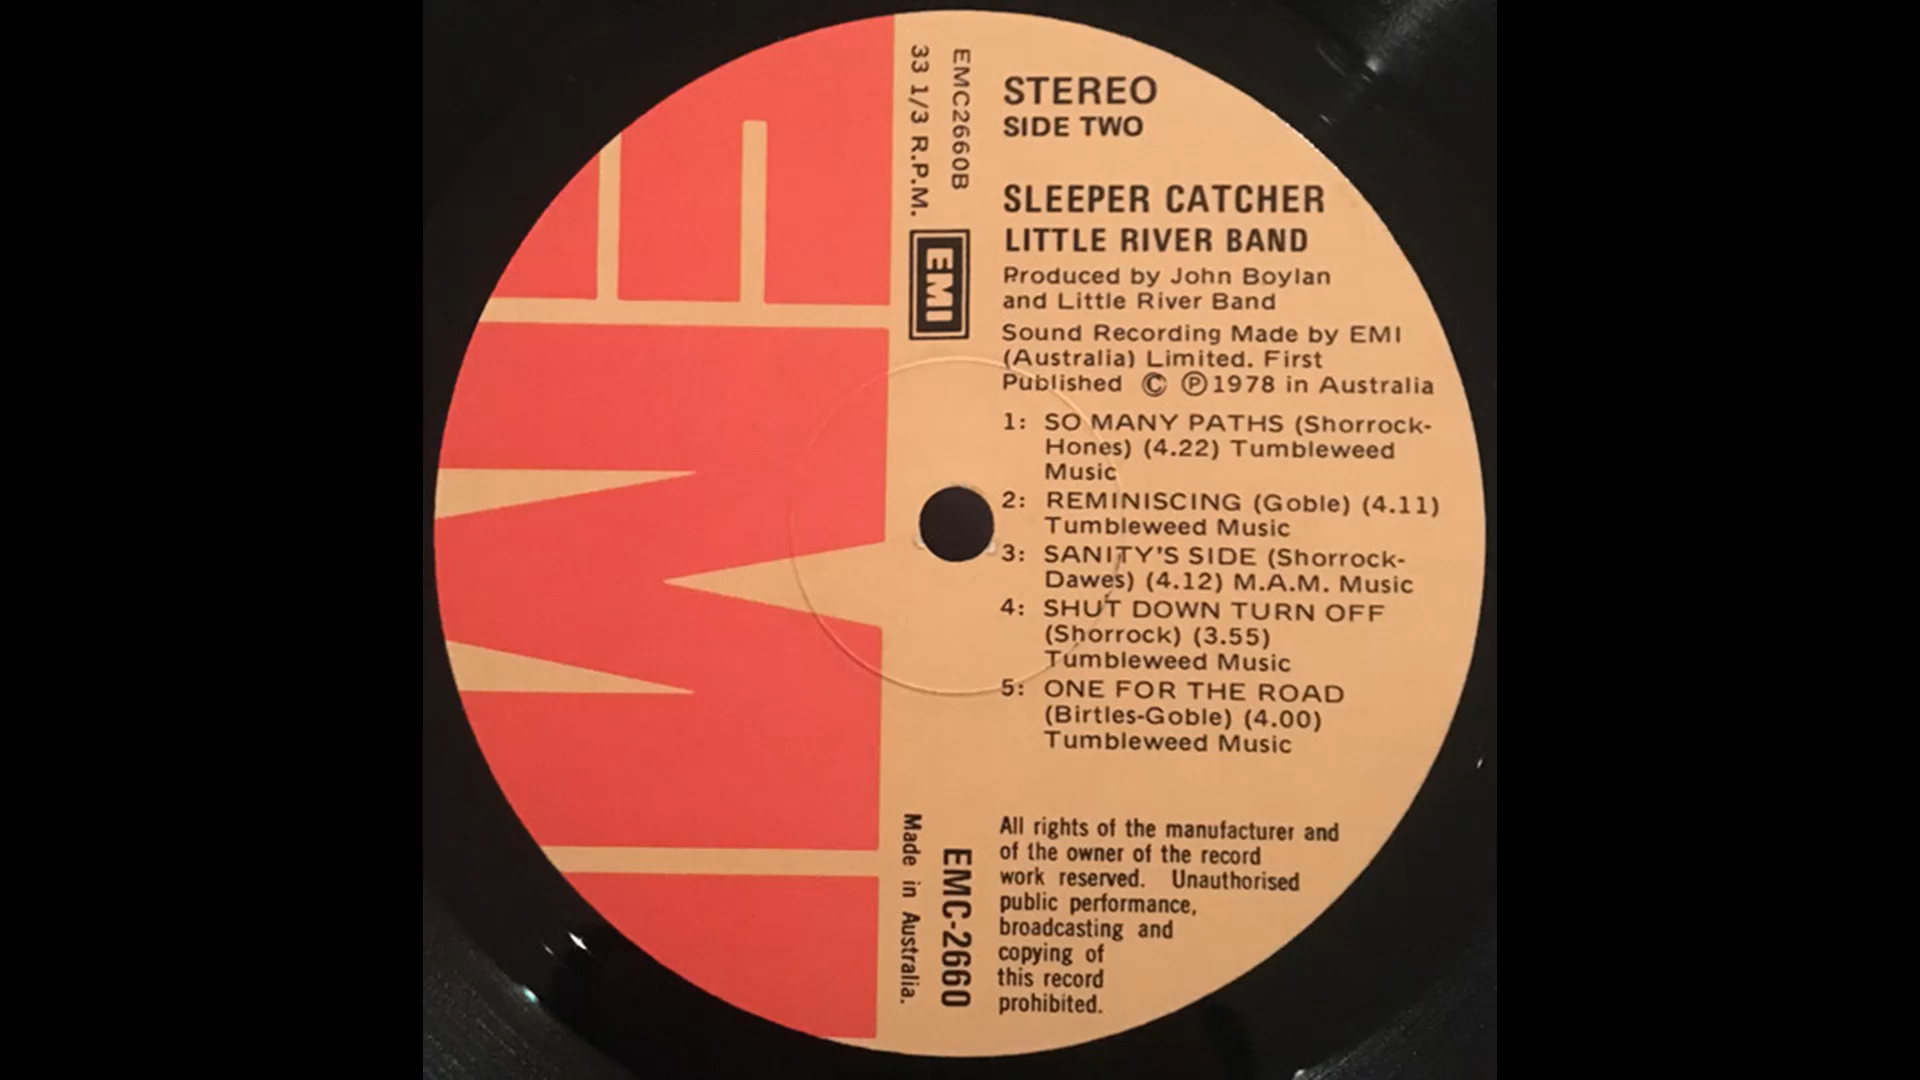 STEREO
SIDE TWO
EMC2660B
33 1/3 R.P.M.
EMI
SLEEPER CATCHER
LITTLE RIVER BAND
Produced by John Boylan
and Little River Band
Sound Recording Made by EMI
(Australia) Limited. First
Published © ℗1978 in Australia
1: SO MANY PATHS (Shorrock-
Hones) (4.22) Tumbleweed
Music
2: REMINISCING (Goble) (4.11)
Tumbleweed Music
3: SANITY'S SIDE (Shorrock-
Dawes) (4.12) M.A.M. Music
4: SHUT DOWN TURN OFF
(Shorrock) (3.55)
Tumbleweed Music
5: ONE FOR THE ROAD
(Birtles-Goble) (4.00)
Tumbleweed Music
EMC-2660
Made in Australia.
All rights of the manufacturer and
of the owner of the record
work reserved. Unauthorised
public performance,
broadcasting and
copying of
this record
prohibited.
EMI